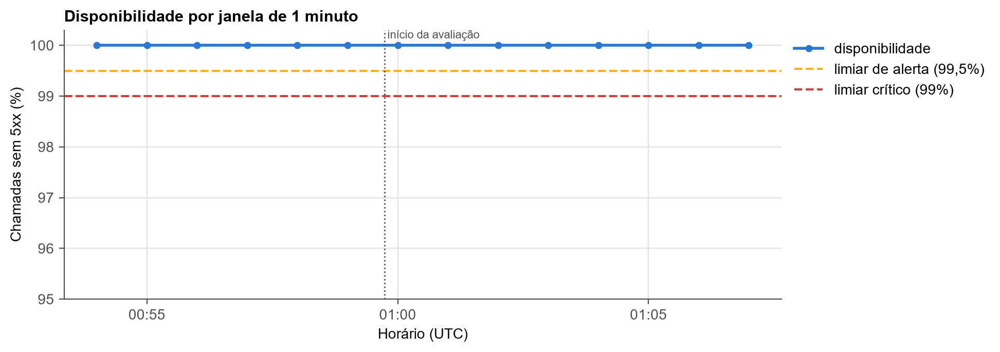 Disponibilidade por janela de 1 minuto
início da avaliação
100
99
98
97
96
95
Chamadas sem 5xx (%)
00:55
01:00
01:05
Horário (UTC)
disponibilidade
limiar de alerta (99,5%)
limiar crítico (99%)